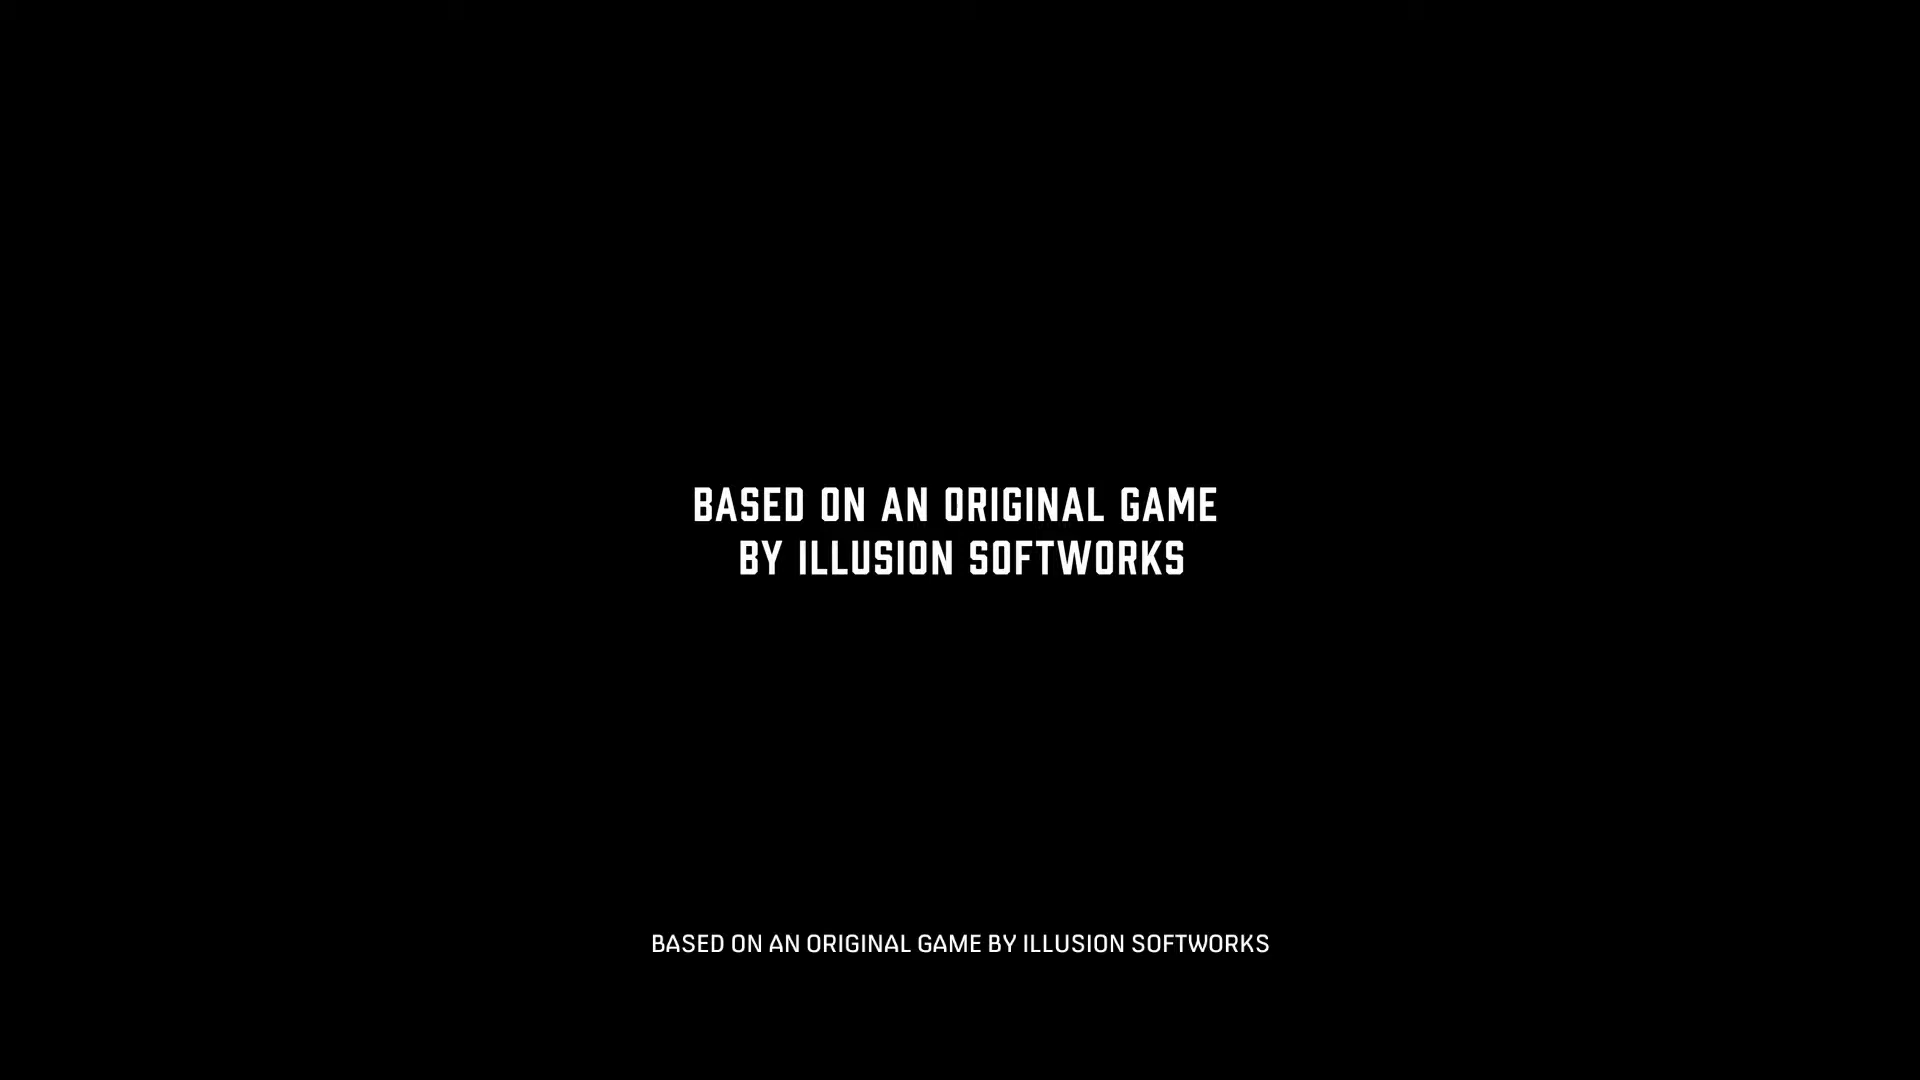 BASED ON AN ORIGINAL GAME
BY ILLUSION SOFTWORKS
BASED ON AN ORIGINAL GAME BY ILLUSION SOFTWORKS